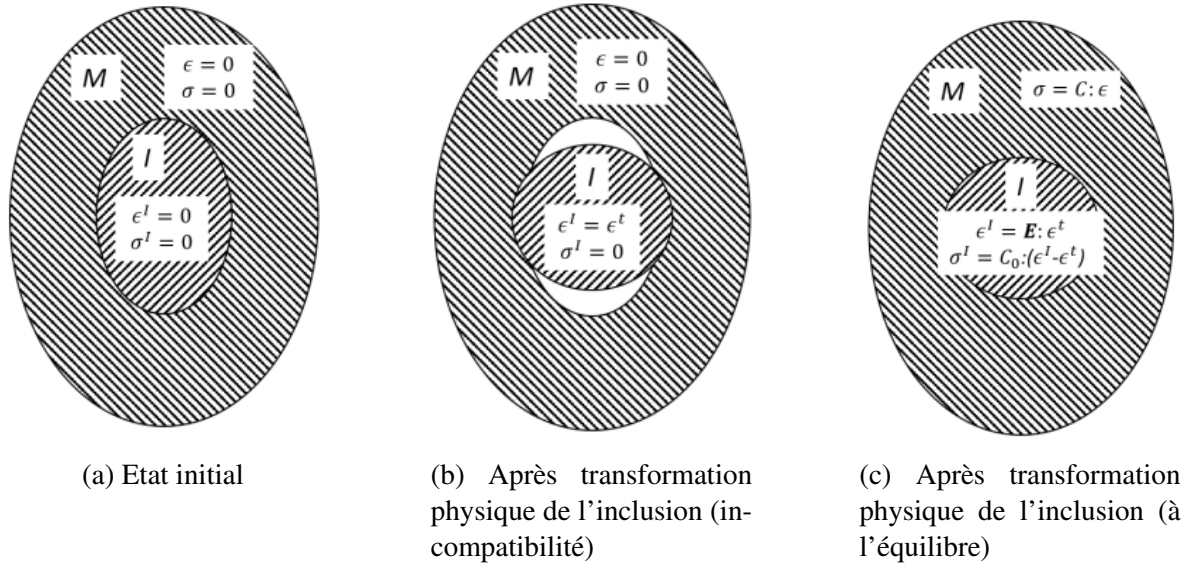 M
ϵ = 0
σ = 0
I
ϵ^I = 0
σ^I = 0
(a) Etat initial
M
ϵ = 0
σ = 0
I
ϵ^I = ϵ^t
σ^I = 0
(b) Après transformation
physique de l'inclusion (in-
compatibilité)
M
σ = C: ϵ
I
ϵ^I = E: ϵ^t
σ^I = C₀:(ϵ^I-ϵ^t)
(c) Après transformation
physique de l'inclusion (à
l'équilibre)